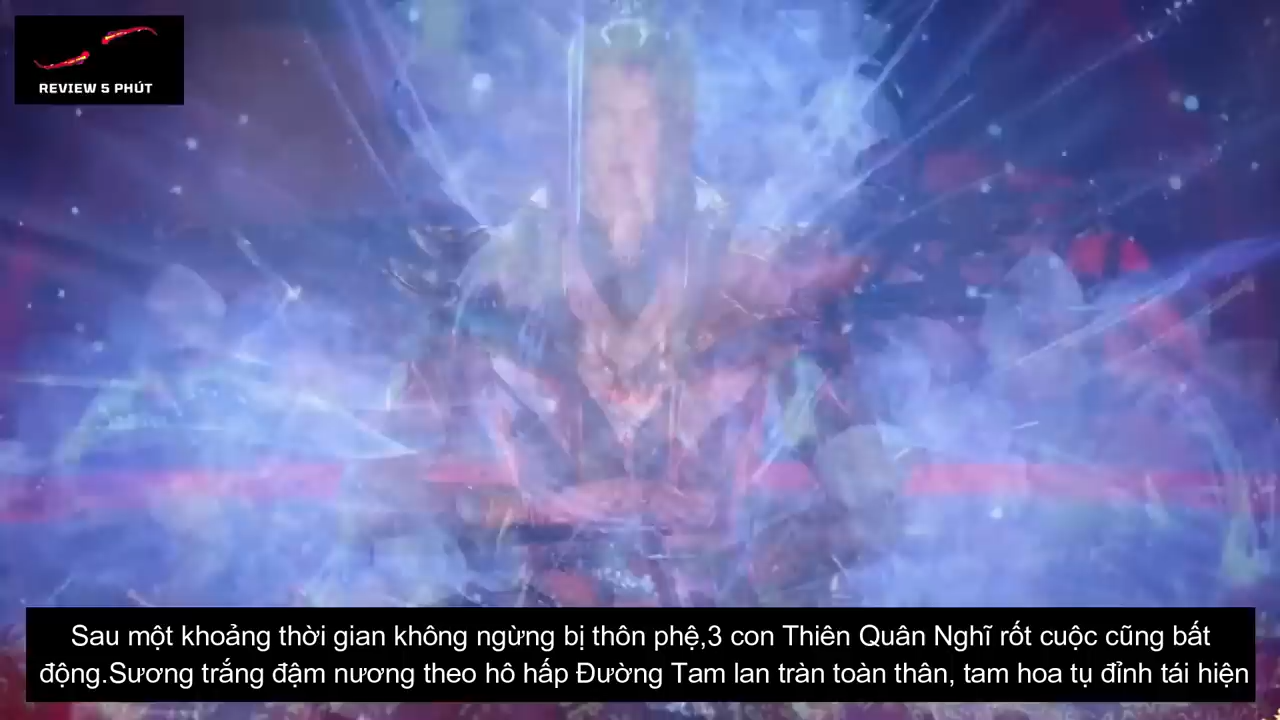 REVIEW 5 PHÚT
Sau một khoảng thời gian không ngừng bị thôn phệ,3 con Thiên Quân Nghĩ rốt cuộc cũng bất
động.Sương trắng đậm nương theo hô hấp Đường Tam lan tràn toàn thân, tam hoa tụ đỉnh tái hiện